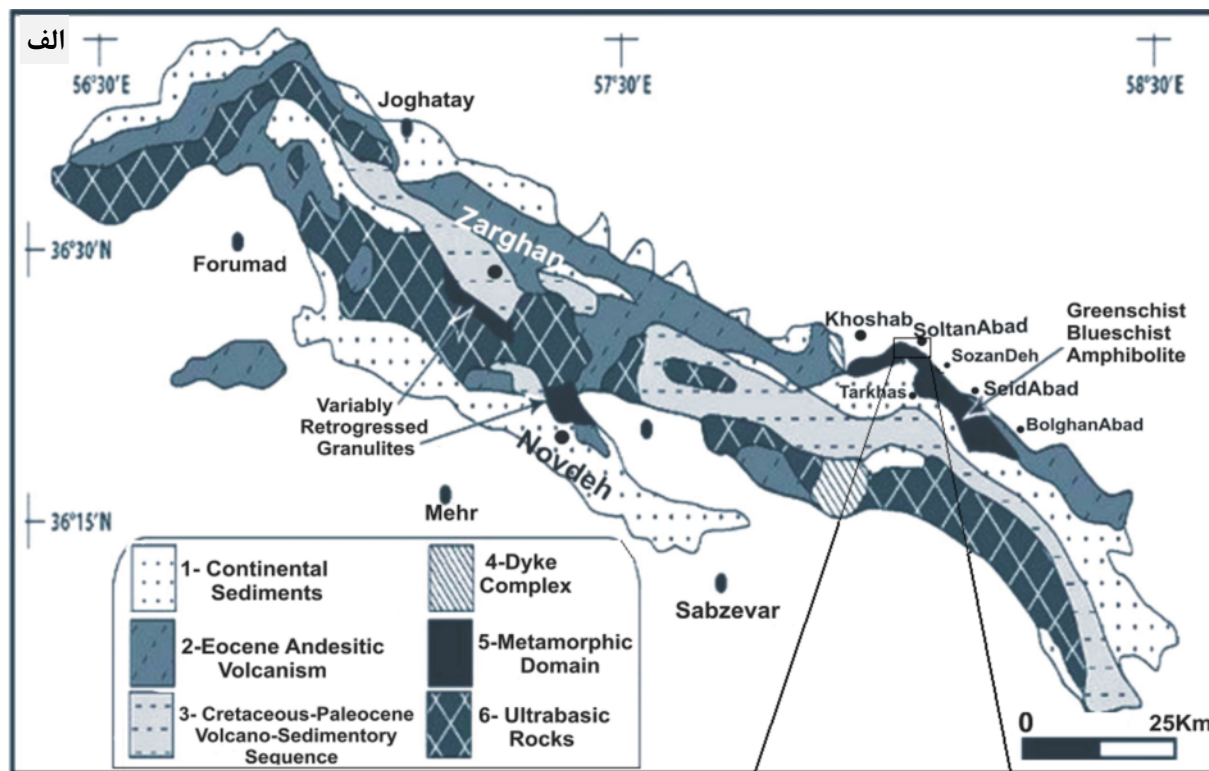 الف
56°30′E
57°30′E
58°30′E
Joghatay
Zarghan
36°30′N
Forumad
Khoshab
SoltanAbad
SozanDeh
Tarkhas
SeidAbad
BolghanAbad
Greenschist
Blueschist
Amphibolite
Variably
Retrogressed
Granulites
Novdeh
36°15′N
Mehr
Sabzevar
1- Continental
Sediments
2-Eocene Andesitic
Volcanism
3- Cretaceous-Paleocene
Volcano-Sedimentory
Sequence
4-Dyke
Complex
5-Metamorphic
Domain
6- Ultrabasic
Rocks
0 25Km